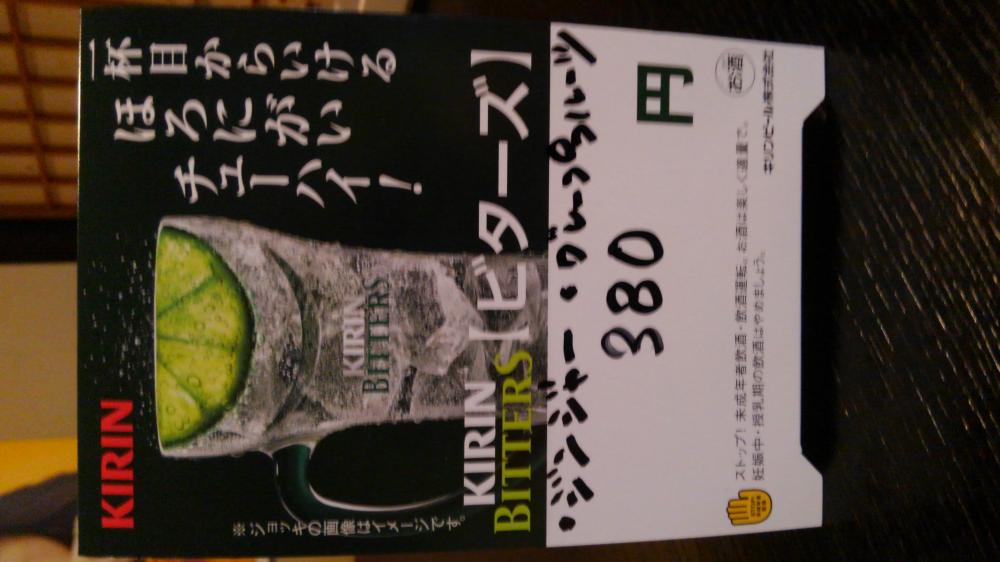 KIRIN
一杯目からいける
ほろにがい
チューハイ!
KIRIN
BITTERS
※ジョッキの画像はイメージです。
KIRIN
BITTERS【ビターズ】
・ジンジャー・グレープフルーツ
380
円
ストップ!未成年者飲酒・飲酒運転。お酒は楽しく適量で。
妊娠中・授乳期の飲酒はやめましょう。
お酒
キリンビール株式会社